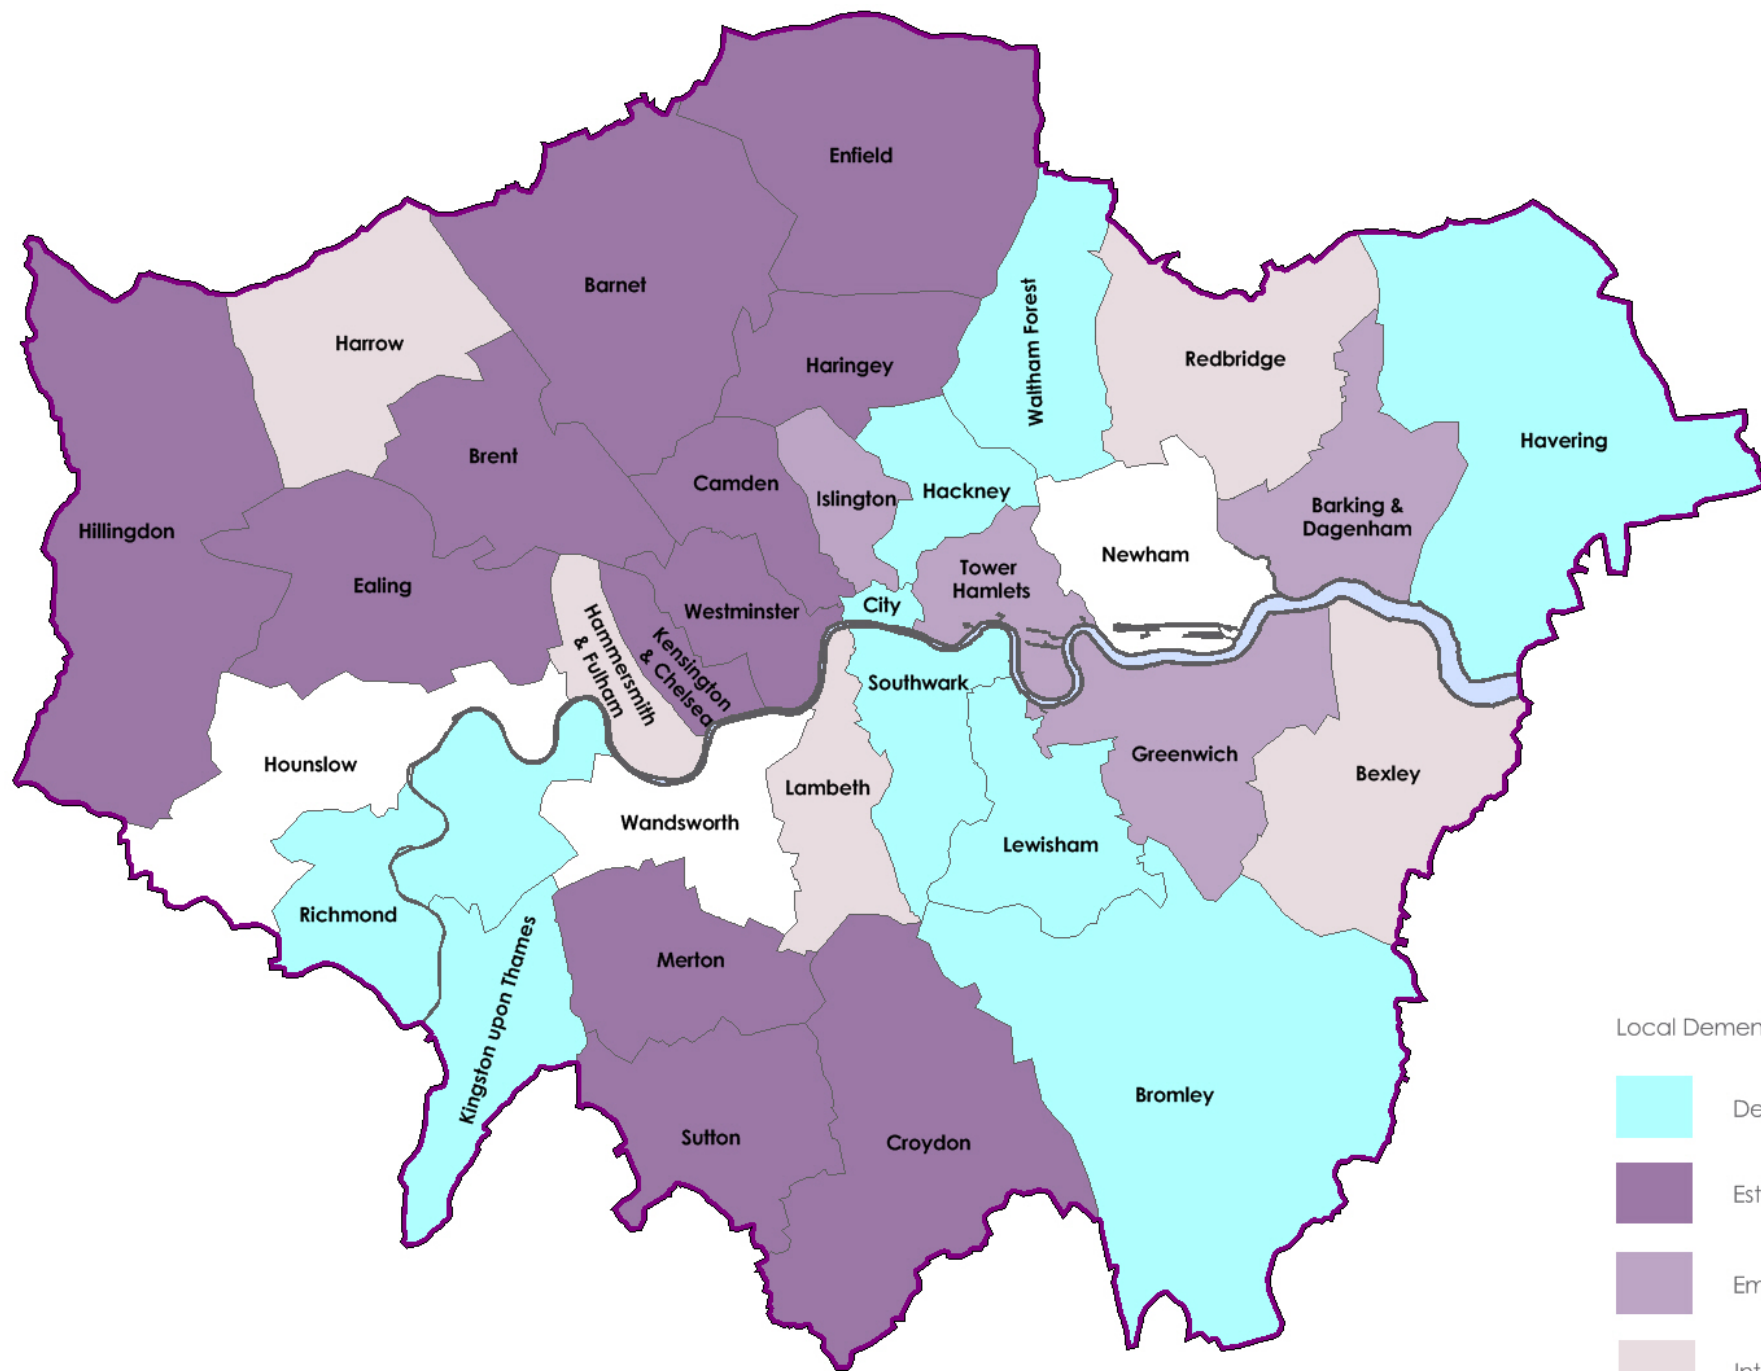 Enfield
Barnet
Waltham Forest
Harrow
Redbridge
Haringey
Havering
Brent
Camden
Islington
Hackney
Barking &
Dagenham
Hillingdon
Newham
Ealing
Tower
Hamlets
City
Westminster
Hammersmith
& Fulham
Kensington
& Chelsea
Southwark
Greenwich
Hounslow
Bexley
Lambeth
Wandsworth
Lewisham
Richmond
Merton
Kingston upon Thames
Bromley
Sutton
Croydon
Local Demen
De
Est
Em